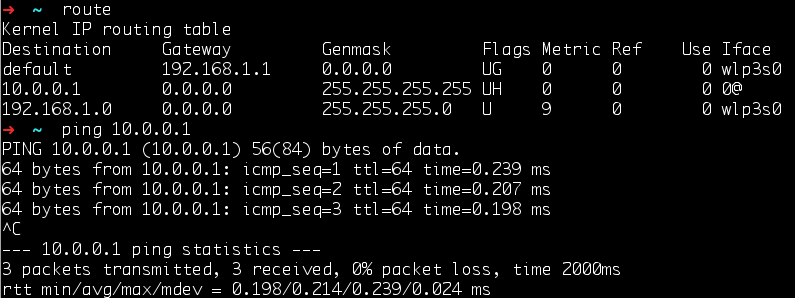 ➜  ~  route
Kernel IP routing table
Destination     Gateway         Genmask         Flags Metric Ref    Use Iface
default         192.168.1.1     0.0.0.0         UG    0      0        0 wlp3s0
10.0.0.1        0.0.0.0         255.255.255.255 UH    0      0        0 0@
192.168.1.0     0.0.0.0         255.255.255.0   U     9      0        0 wlp3s0
➜  ~  ping 10.0.0.1
PING 10.0.0.1 (10.0.0.1) 56(84) bytes of data.
64 bytes from 10.0.0.1: icmp_seq=1 ttl=64 time=0.239 ms
64 bytes from 10.0.0.1: icmp_seq=2 ttl=64 time=0.207 ms
64 bytes from 10.0.0.1: icmp_seq=3 ttl=64 time=0.198 ms
^C
--- 10.0.0.1 ping statistics ---
3 packets transmitted, 3 received, 0% packet loss, time 2000ms
rtt min/avg/max/mdev = 0.198/0.214/0.239/0.024 ms